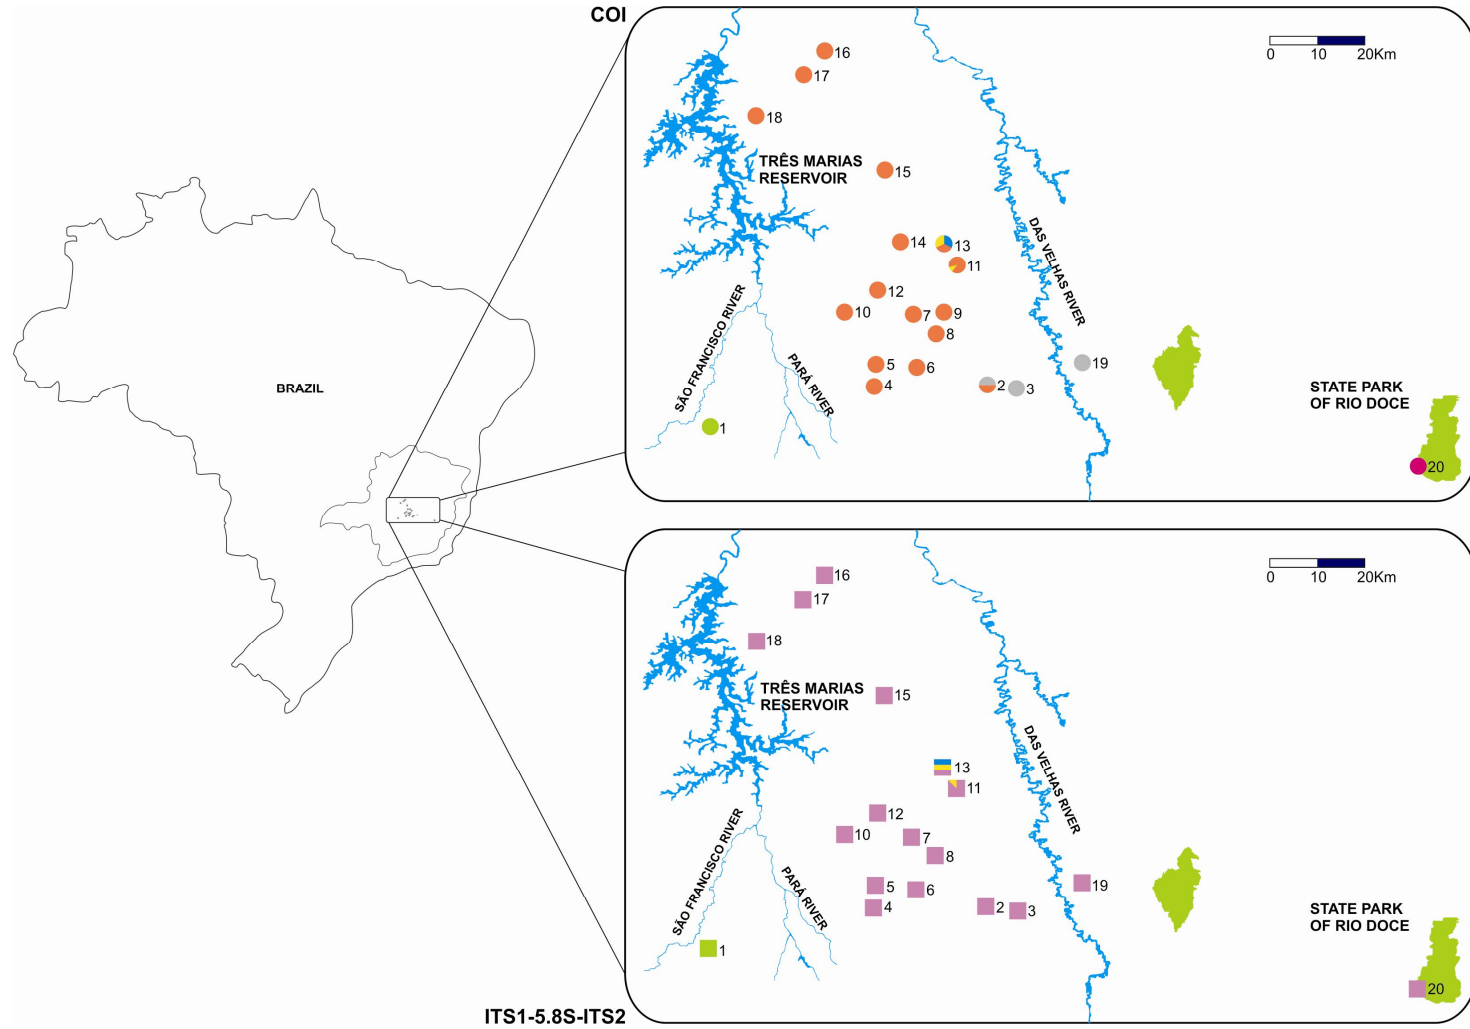 COI
0 10 20Km
16
17
18
TRÊS MARIAS
RESERVOIR
15
14
13
11
12
10
7
9
8
5
6
4
2
3
19
1
SÃO FRANCISCO RIVER
PARÁ RIVER
DAS VELHAS RIVER
STATE PARK
OF RIO DOCE
20
BRAZIL
0 10 20Km
16
17
18
TRÊS MARIAS
RESERVOIR
15
13
11
12
10
7
8
5
6
4
2
3
19
1
SÃO FRANCISCO RIVER
PARÁ RIVER
DAS VELHAS RIVER
STATE PARK
OF RIO DOCE
20
ITS1-5.8S-ITS2